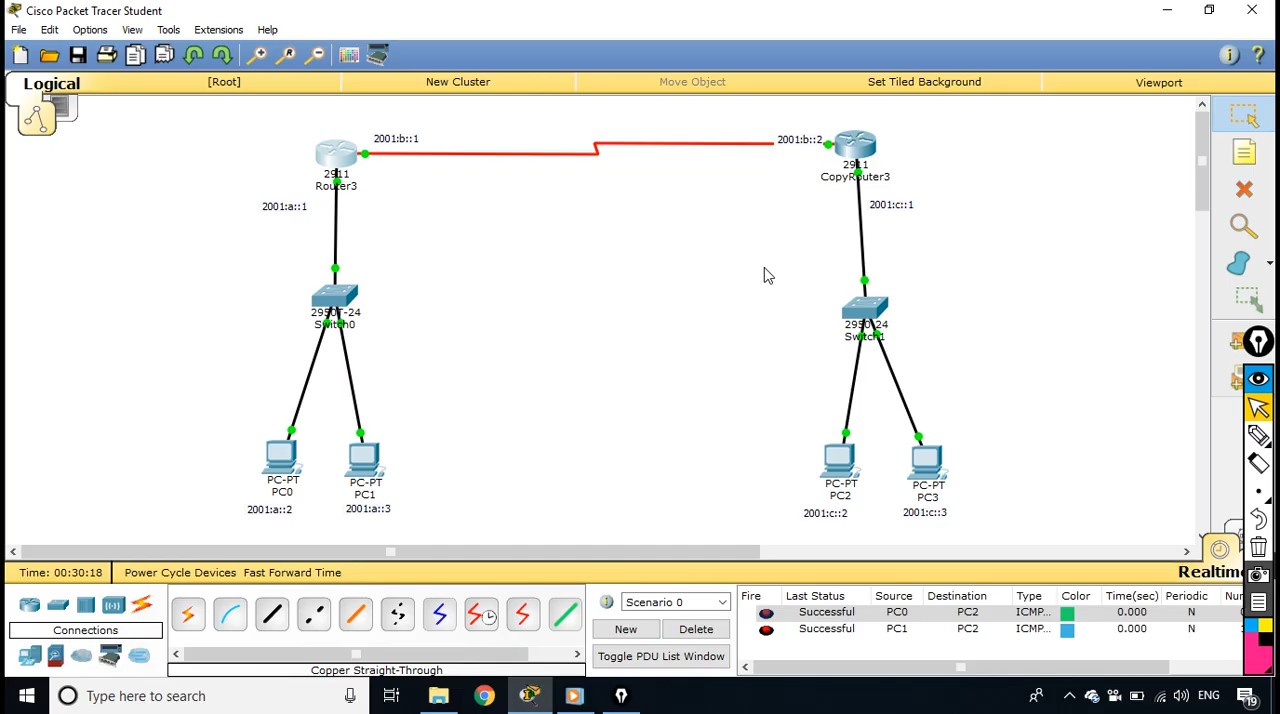 Cisco Packet Tracer Student
File Edit Options View Tools Extensions Help
Logical [Root] New Cluster Move Object Set Tiled Background Viewport
2001:b::1
2001:b::2
2911
Router3
2911
CopyRouter3
2001:a::1
2001:c::1
2950T-24
Switch0
2950-24
Switch1
PC-PT
PC0
PC-PT
PC1
PC-PT
PC2
PC-PT
PC3
2001:a::2
2001:a::3
2001:c::2
2001:c::3
Time: 00:30:18 Power Cycle Devices Fast Forward Time Realtime
Connections
Copper Straight-Through
Scenario 0
New Delete
Toggle PDU List Window
Fire Last Status Source Destination Type Color Time(sec) Periodic Nur
Successful PC0 PC2 ICMP... 0.000 N
Successful PC1 PC2 ICMP... 0.000 N
Type here to search
ENG
19